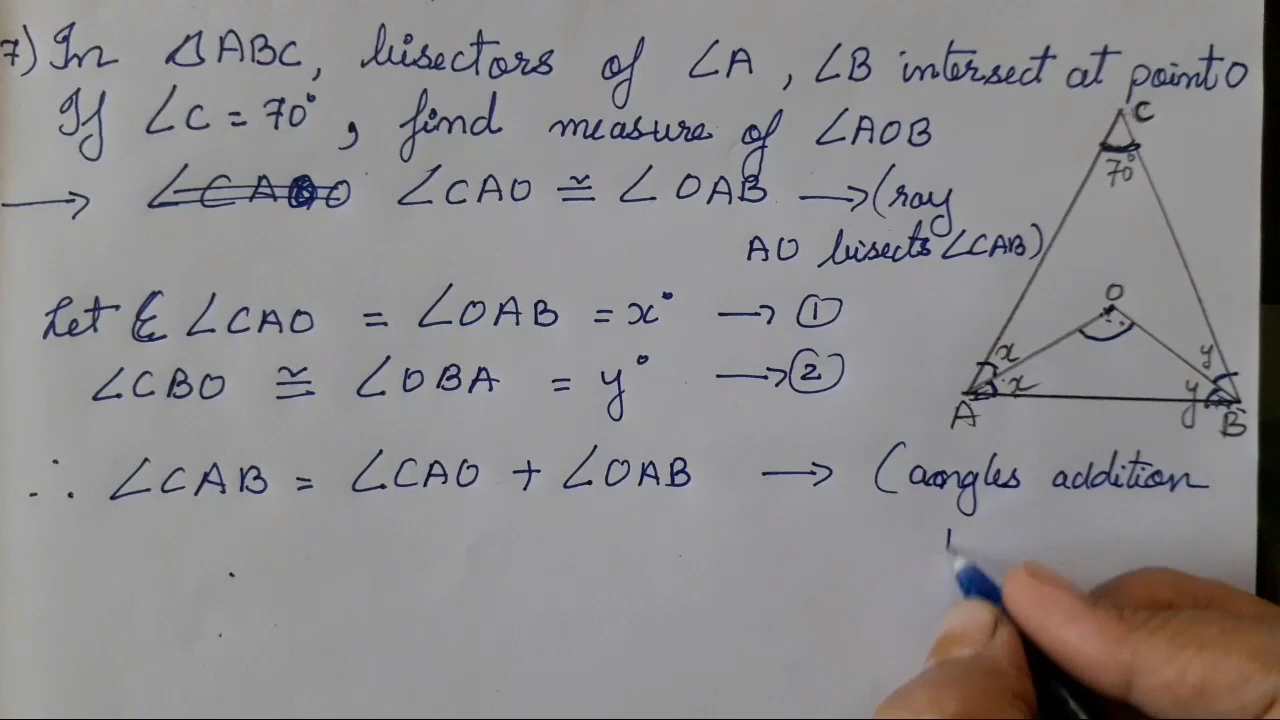 7) In ΔABC, bisectors of ∠A, ∠B intersect at point O
If ∠C = 70°, find measure of ∠AOB
→ ∠CAO ≅ ∠OAB → (ray
AO bisects ∠CAB)
Let ∠CAO = ∠OAB = x° → ①
∠CBO ≅ ∠OBA = y° → ②
∴ ∠CAB = ∠CAO + ∠OAB → (angles addition
C
70°
O
x
x
y
y
A
B